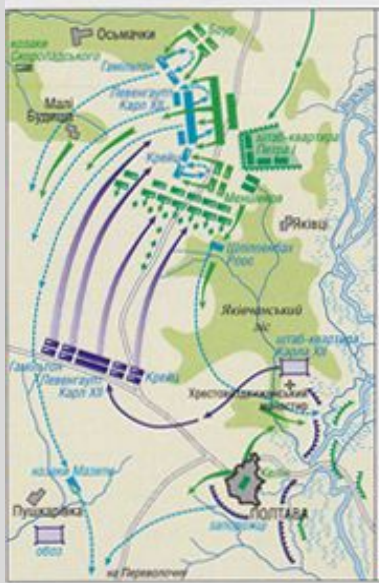 Осьмачки
козаки
Скоропадського
Боур
Гамільтон
Левенгаупт
Карл XII
Малі
Будища
штаб-квартира
Петра I
Крейц
Меншиков
Яківці
Шліппенбах
Роос
Яківчанський
ліс
штаб-квартира
Карла XII
Гамільтон
Левенгаупт
Карл XII
Крейц
Хрестовоздвиженський
монастир
козаки Мазепи
Келін
Пушкарівка
ПОЛТАВА
запорожці
обоз
на Переволочну